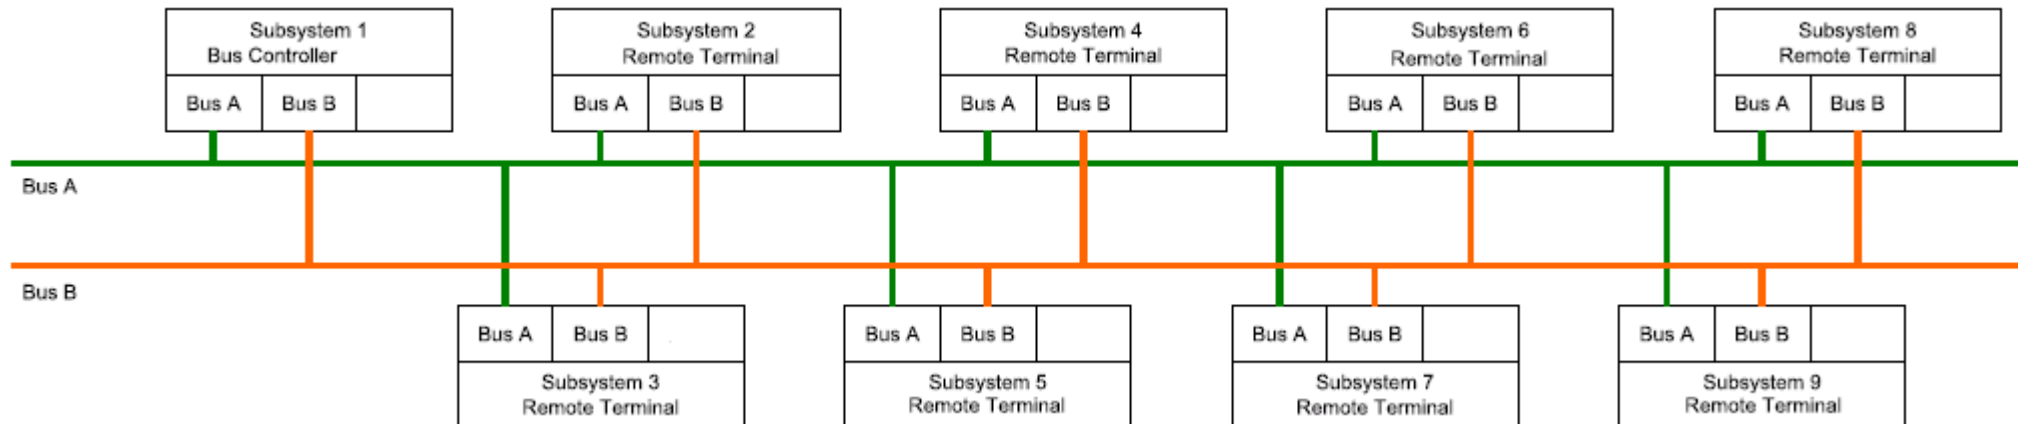 Subsystem 1
Bus Controller
Bus A Bus B
Subsystem 2
Remote Terminal
Bus A Bus B
Subsystem 4
Remote Terminal
Bus A Bus B
Subsystem 6
Remote Terminal
Bus A Bus B
Subsystem 8
Remote Terminal
Bus A Bus B
Bus A
Bus B
Bus A Bus B
Subsystem 3
Remote Terminal
Bus A Bus B
Subsystem 5
Remote Terminal
Bus A Bus B
Subsystem 7
Remote Terminal
Bus A Bus B
Subsystem 9
Remote Terminal